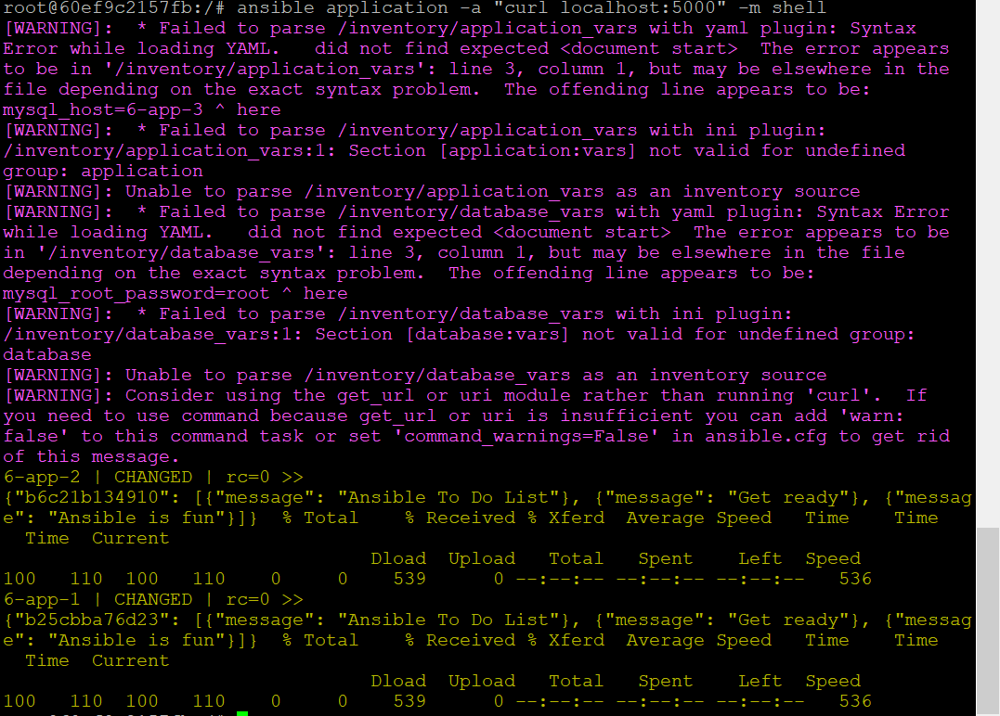 root@60ef9c2157fb:/# ansible application -a "curl localhost:5000" -m shell
[WARNING]:  * Failed to parse /inventory/application_vars with yaml plugin: Syntax
Error while loading YAML.   did not find expected <document start>  The error appears
to be in '/inventory/application_vars': line 3, column 1, but may be elsewhere in the
file depending on the exact syntax problem.  The offending line appears to be:
mysql_host=6-app-3 ^ here
[WARNING]:  * Failed to parse /inventory/application_vars with ini plugin:
/inventory/application_vars:1: Section [application:vars] not valid for undefined
group: application
[WARNING]: Unable to parse /inventory/application_vars as an inventory source
[WARNING]:  * Failed to parse /inventory/database_vars with yaml plugin: Syntax Error
while loading YAML.   did not find expected <document start>  The error appears to be
in '/inventory/database_vars': line 3, column 1, but may be elsewhere in the file
depending on the exact syntax problem.  The offending line appears to be:
mysql_root_password=root ^ here
[WARNING]:  * Failed to parse /inventory/database_vars with ini plugin:
/inventory/database_vars:1: Section [database:vars] not valid for undefined group:
database
[WARNING]: Unable to parse /inventory/database_vars as an inventory source
[WARNING]: Consider using the get_url or uri module rather than running 'curl'.  If
you need to use command because get_url or uri is insufficient you can add 'warn:
false' to this command task or set 'command_warnings=False' in ansible.cfg to get rid
of this message.
6-app-2 | CHANGED | rc=0 >>
{"b6c21b134910": [{"message": "Ansible To Do List"}, {"message": "Get ready"}, {"messag
e": "Ansible is fun"}]}  % Total    % Received % Xferd  Average Speed   Time    Time
  Time  Current
                                 Dload  Upload   Total   Spent    Left  Speed
100   110  100   110    0     0    539      0 --:--:-- --:--:-- --:--:--   536
6-app-1 | CHANGED | rc=0 >>
{"b25cbba76d23": [{"message": "Ansible To Do List"}, {"message": "Get ready"}, {"messag
e": "Ansible is fun"}]}  % Total    % Received % Xferd  Average Speed   Time    Time
  Time  Current
                                 Dload  Upload   Total   Spent    Left  Speed
100   110  100   110    0     0    539      0 --:--:-- --:--:-- --:--:--   536